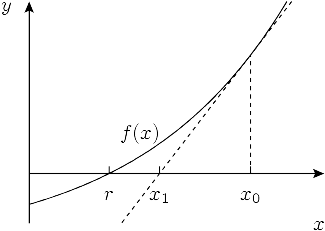 y
f(x)
r x₁ x₀
x